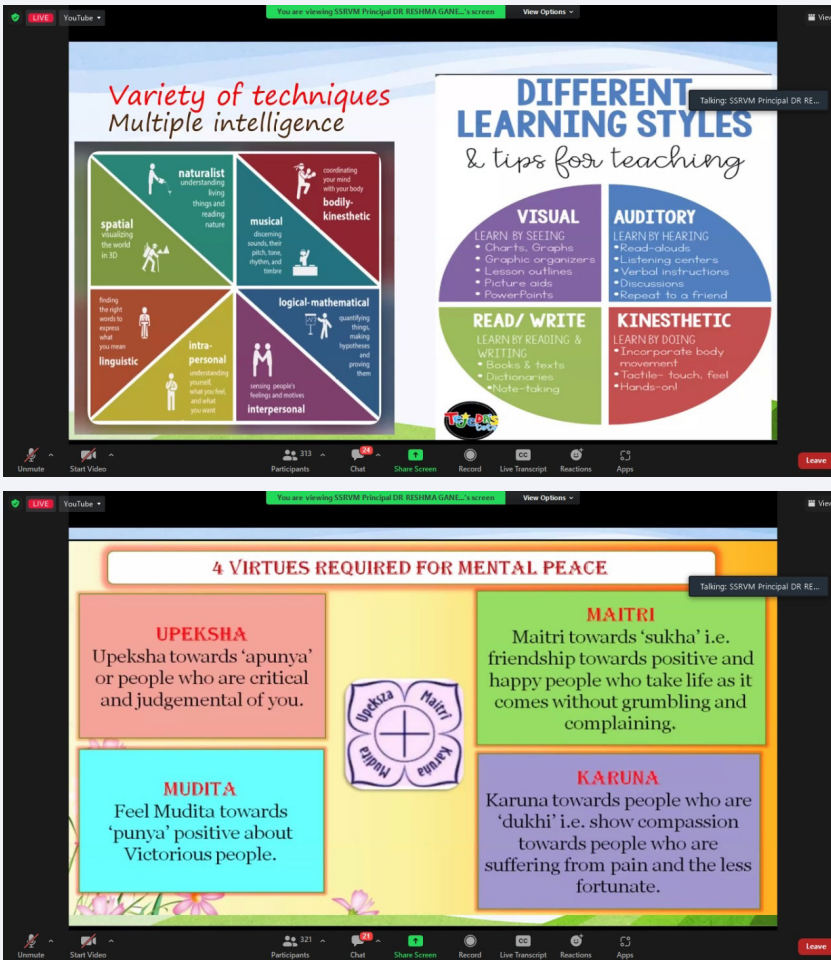 LIVE
YouTube
You are viewing SSRVM Principal DR RESHMA GANE...'s screen
View Options
Talking: SSRVM Principal DR RE...
Variety of techniques
Multiple intelligence
naturalist
understanding
living
things and
reading
nature
spatial
visualizing
the world
in 3D
musical
discerning
sounds, their
pitch, tone,
rhythm, and
timbre
coordinating
your mind
with your body
bodily-
kinesthetic
finding
the right
words to
express
what
you mean
linguistic
intra-
personal
understanding
yourself,
what you feel,
and what
you want
sensing people's
feelings and motives
interpersonal
logical-mathematical
quantifying
things,
making
hypotheses
and
proving
them
DIFFERENT
LEARNING STYLES
& tips for teaching
VISUAL
LEARN BY SEEING
• Charts, Graphs
• Graphic organizers
• Lesson outlines
• Picture aids
• PowerPoints
AUDITORY
LEARN BY HEARING
• Read-alouds
• Listening centers
• Verbal instructions
• Discussions
• Repeat to a friend
READ/ WRITE
LEARN BY READING &
WRITING
• Books & texts
• Dictionaries
• Note-taking
KINESTHETIC
LEARN BY DOING
• Incorporate body
movement
• Tactile- touch, feel
• Hands-on!
Unmute
Start Video
313
Participants
24
Chat
Share Screen
Record
CC
Live Transcript
Reactions
Apps
Leave
LIVE
YouTube
You are viewing SSRVM Principal DR RESHMA GANE...'s screen
View Options
Talking: SSRVM Principal DR RE...
4 VIRTUES REQUIRED FOR MENTAL PEACE
UPEKSHA
Upeksha towards ‘apunya’
or people who are critical
and judgemental of you.
MAITRI
Maitri towards ‘sukha’ i.e.
friendship towards positive and
happy people who take life as it
comes without grumbling and
complaining.
Upeksza
Maitri
Mudita
Karuna
MUDITA
Feel Mudita towards
‘punya’ positive about
Victorious people.
KARUNA
Karuna towards people who are
‘dukhi’ i.e. show compassion
towards people who are
suffering from pain and the less
fortunate.
Unmute
Start Video
321
Participants
21
Chat
Share Screen
Record
CC
Live Transcript
Reactions
Apps
Leave